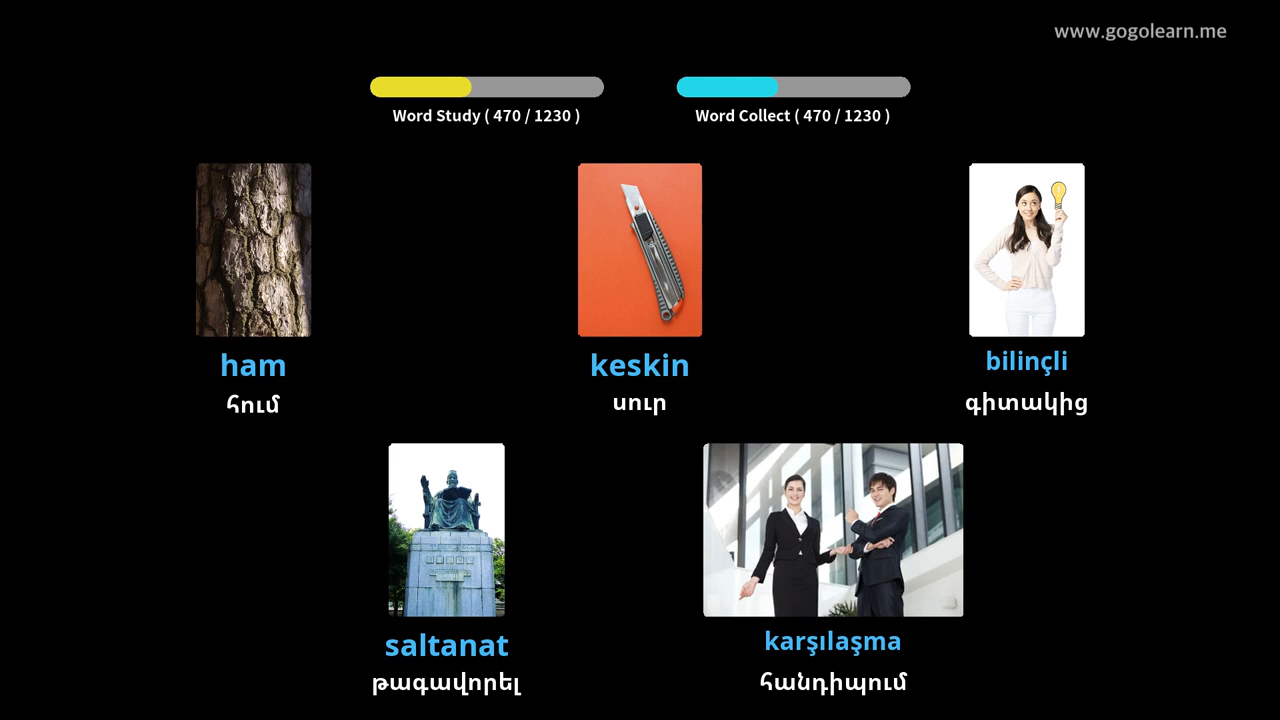 www.gogolearn.me
Word Study ( 470 / 1230 )
Word Collect ( 470 / 1230 )
ham
հում
keskin
սուր
bilinçli
գիտակից
saltanat
թագավորել
karşılaşma
հանդիպում